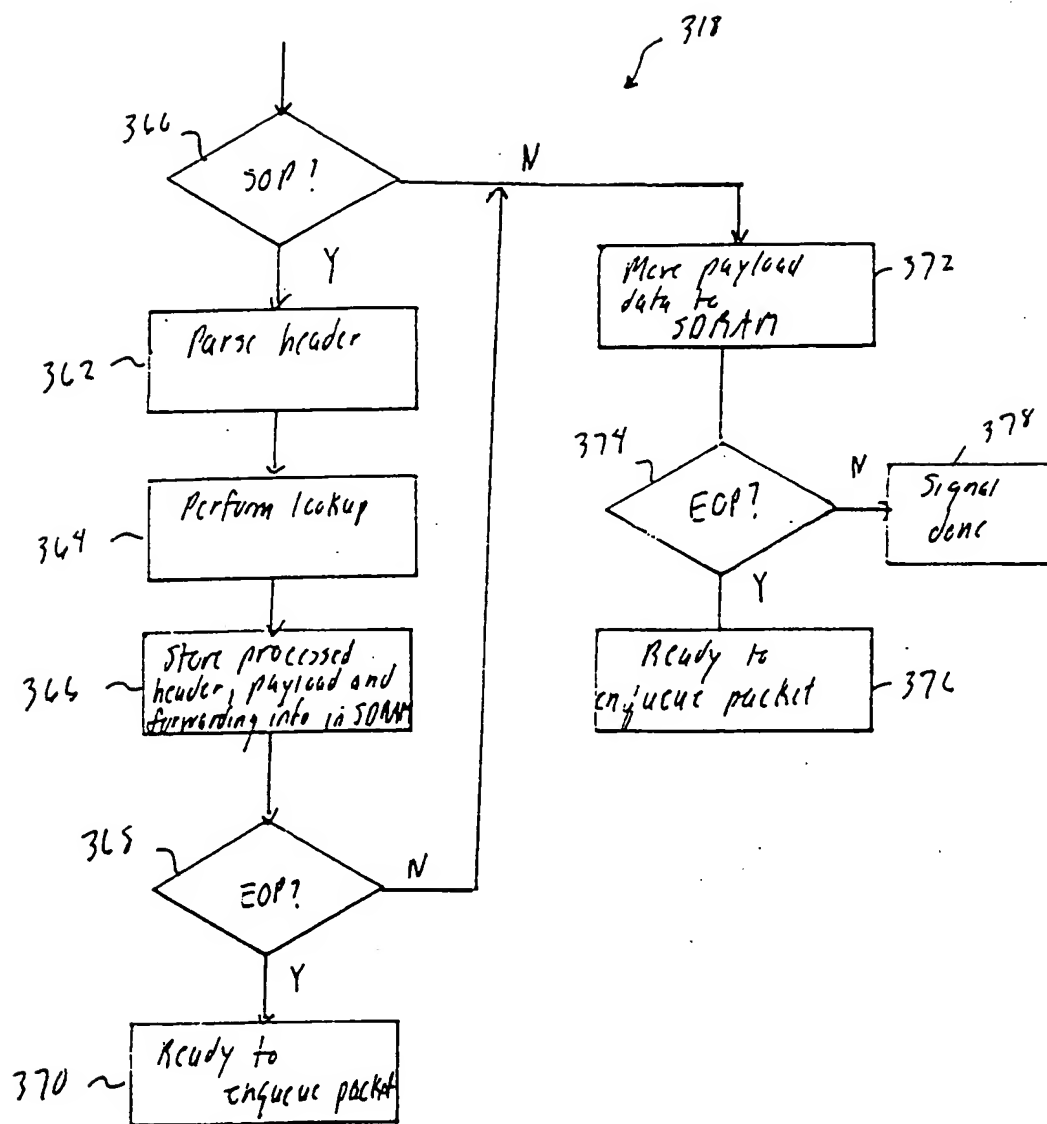 318
360
SOP?
N
Y
Parse header
362
Move payload
data to
SDRAM
372
Perform lookup
364
374
EOP?
N
378
Signal
done
Y
Store processed
header, payload and
forwarding info in SDRAM
366
Ready to
enqueue packet
376
368
EOP?
N
Y
Ready to
enqueue packet
370